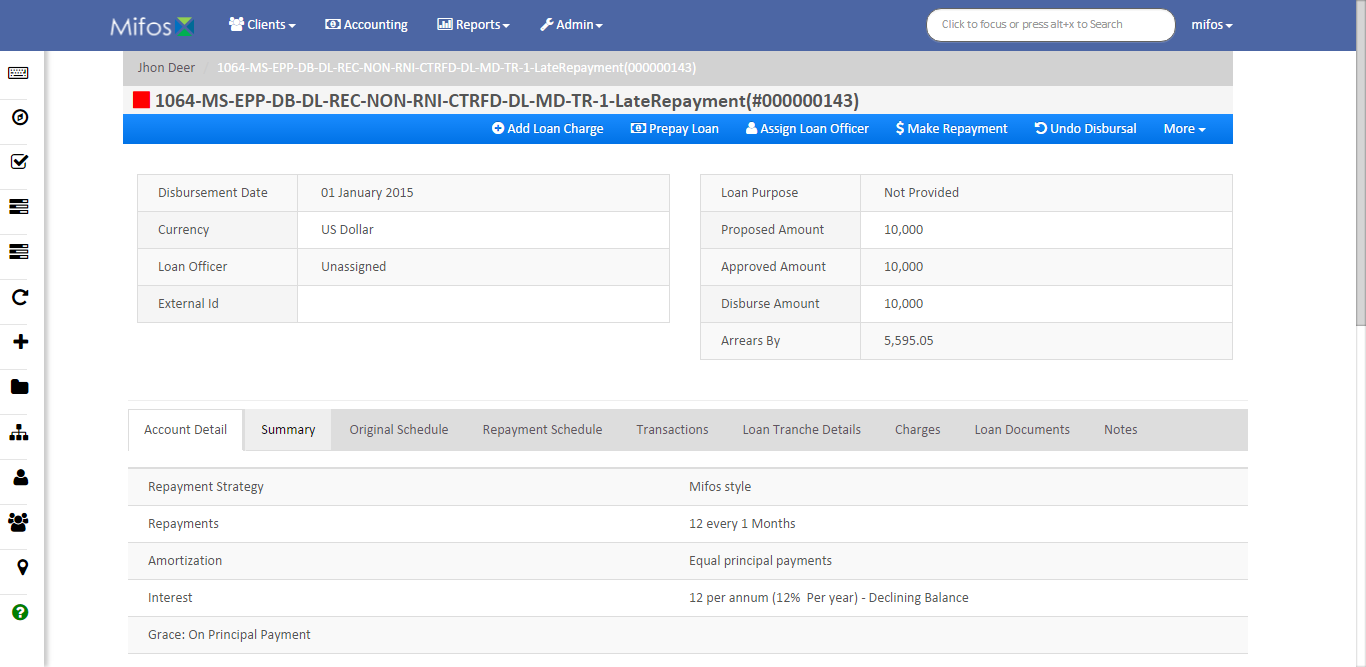 Mifos Clients Accounting Reports Admin Click to focus or press alt+x to Search mifos
Jhon Deer / 1064-MS-EPP-DB-DL-REC-NON-RNI-CTRFD-DL-MD-TR-1-LateRepayment(000000143)
1064-MS-EPP-DB-DL-REC-NON-RNI-CTRFD-DL-MD-TR-1-LateRepayment(#000000143)
Add Loan Charge Prepay Loan Assign Loan Officer $ Make Repayment Undo Disbursal More
Disbursement Date 01 January 2015
Currency US Dollar
Loan Officer Unassigned
External Id
Loan Purpose Not Provided
Proposed Amount 10,000
Approved Amount 10,000
Disburse Amount 10,000
Arrears By 5,595.05
Account Detail Summary Original Schedule Repayment Schedule Transactions Loan Tranche Details Charges Loan Documents Notes
Repayment Strategy Mifos style
Repayments 12 every 1 Months
Amortization Equal principal payments
Interest 12 per annum (12% Per year) - Declining Balance
Grace: On Principal Payment